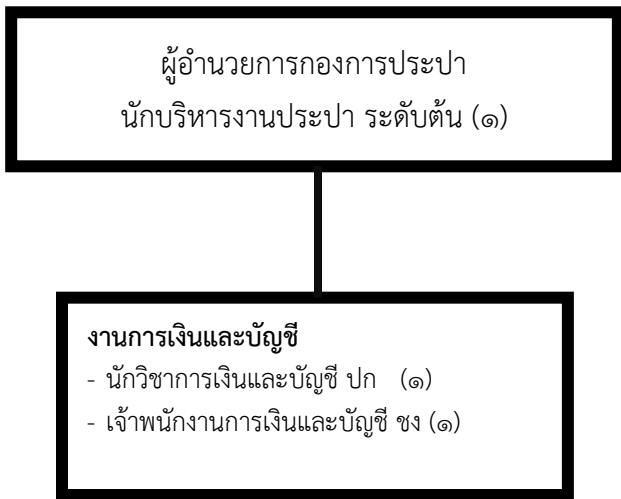 ผู้อำนวยการกองการประปา
นักบริหารงานประปา ระดับต้น (๑)
งานการเงินและบัญชี
- นักวิชาการเงินและบัญชี ปก (๑)
- เจ้าพนักงานการเงินและบัญชี ชง (๑)